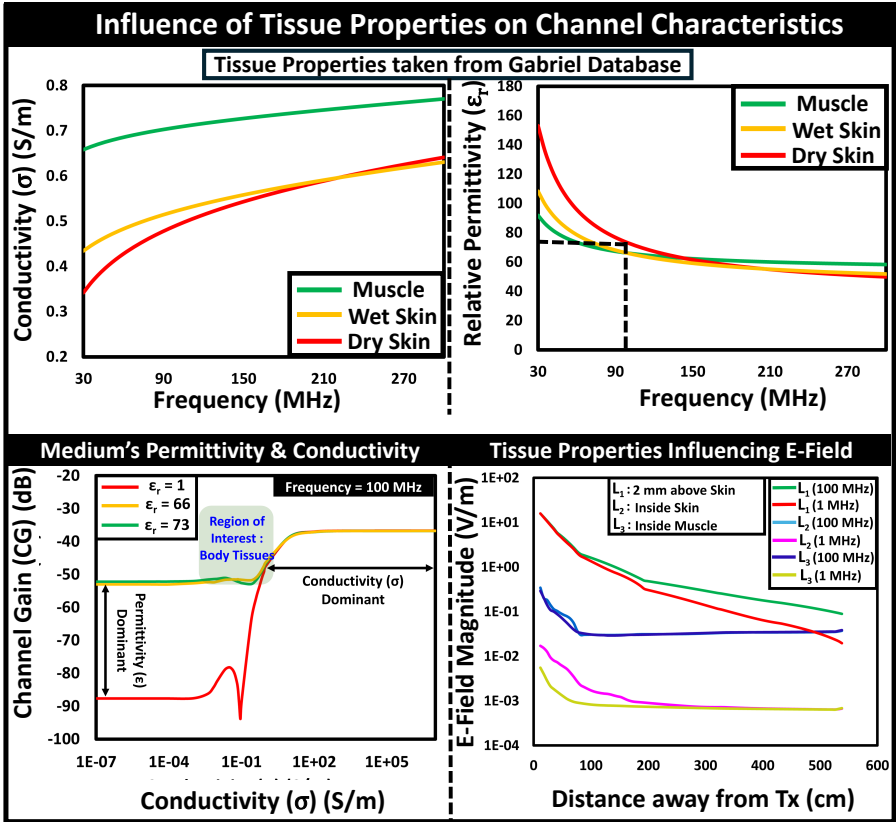 Influence of Tissue Properties on Channel Characteristics
Tissue Properties taken from Gabriel Database
Conductivity (σ) (S/m)
0.8
0.7
0.6
0.5
0.4
0.3
0.2
Muscle
Wet Skin
Dry Skin
30 90 150 210 270
Frequency (MHz)
Relative Permittivity (εr)
180
160
140
120
100
80
60
40
20
0
Muscle
Wet Skin
Dry Skin
30 90 150 210 270
Frequency (MHz)
Medium's Permittivity & Conductivity
Channel Gain (CG) (dB)
-20
-30
-40
-50
-60
-70
-80
-90
-100
εr = 1
εr = 66
εr = 73
Frequency = 100 MHz
Region of
Interest :
Body Tissues
Conductivity (σ)
Dominant
Permittivity (ε)
Dominant
1E-07 1E-04 1E-01 1E+02 1E+05
Conductivity (σ) (S/m)
Tissue Properties Influencing E-Field
E-Field Magnitude (V/m)
1E+02
1E+01
1E+00
1E-01
1E-02
1E-03
1E-04
L1 : 2 mm above Skin
L2 : Inside Skin
L3 : Inside Muscle
L1 (100 MHz)
L1 (1 MHz)
L2 (100 MHz)
L2 (1 MHz)
L3 (100 MHz)
L3 (1 MHz)
0 100 200 300 400 500 600
Distance away from Tx (cm)